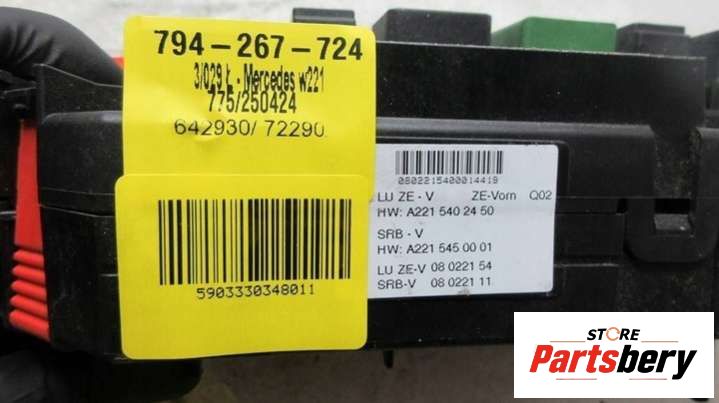 794-267-724
3/029 Ł - Mercedes w221
775/250424
642930/ 72290
5903330348011
0802215400014419
LU ZE - V ZE-Vorn Q02
HW: A221 540 24 50
SRB - V
HW: A221 545 00 01
LU ZE-V 08 0221 54
SRB-V 08 0221 11
STORE
Partsbery